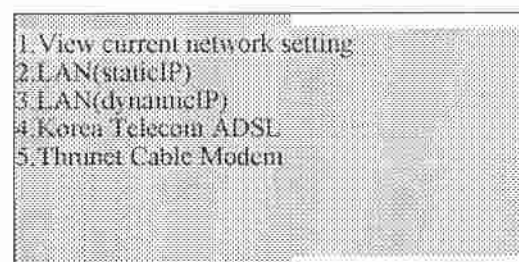 1.View current network setting
2.LAN(staticIP)
3.LAN(dynamicIP)
4.Korea Telecom ADSL
5.Thrunet Cable Modem